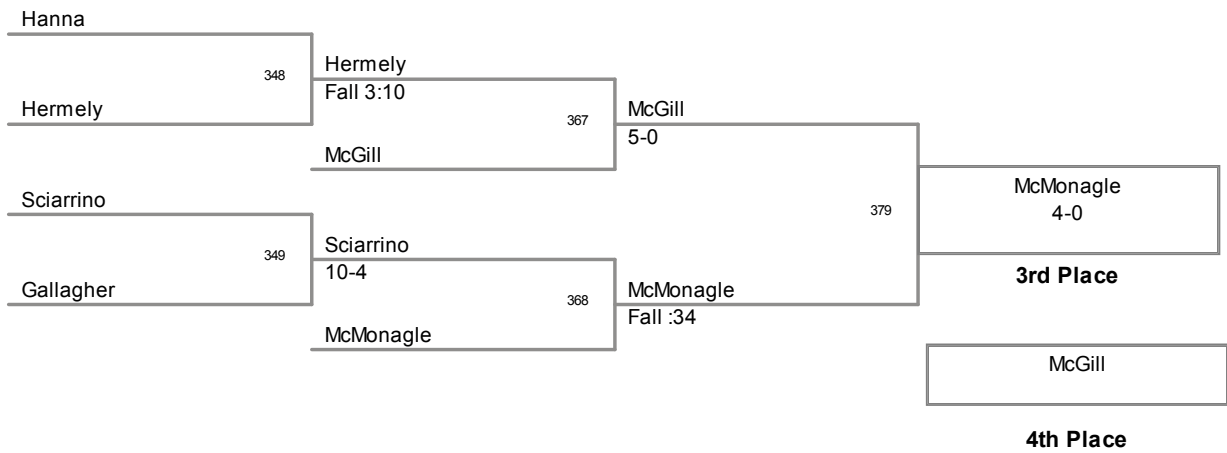 Hanna
348
Hermely
Fall 3:10
Hermely
367
McGill
5-0
McGill
Sciarrino
379
McMonagle
4-0
349
Sciarrino
10-4
3rd Place
Gallagher
368
McMonagle
Fall :34
McMonagle
McGill
4th Place